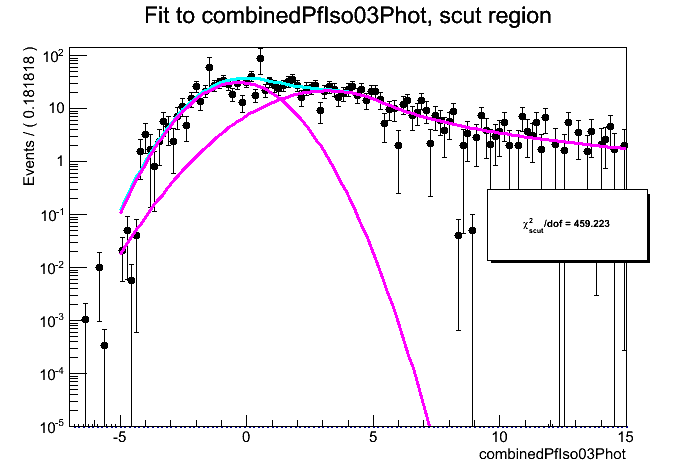 Fit to combinedPfIso03Phot, scut region
Events / ( 0.181818 )
10²
10
1
10⁻¹
10⁻²
10⁻³
10⁻⁴
10⁻⁵
χ²scut/dof = 459.223
-5 0 5 10 15
combinedPfIso03Phot